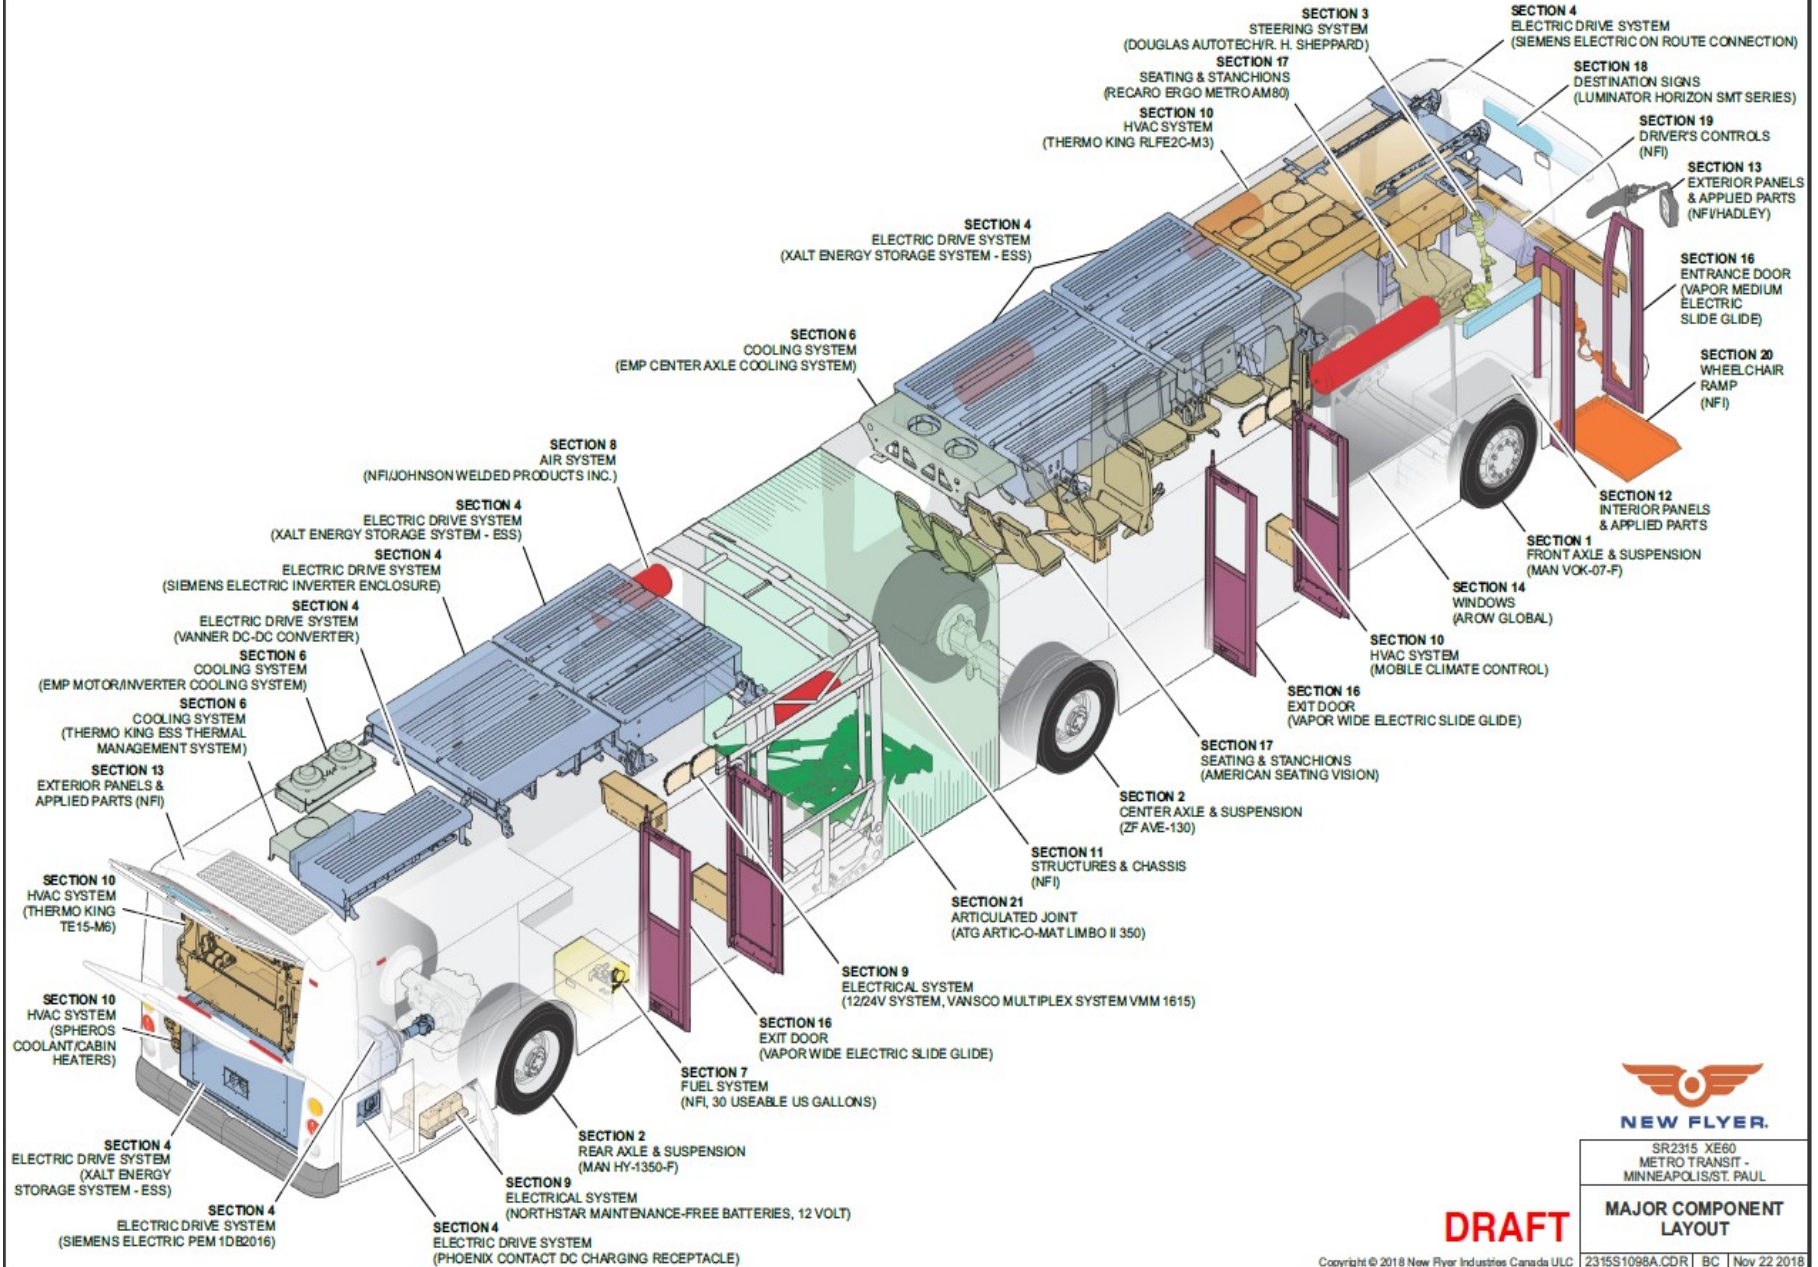 SECTION 3
STEERING SYSTEM
(DOUGLAS AUTOTECH/R. H. SHEPPARD)
SECTION 17
SEATING & STANCHIONS
(RECARO ERGO METRO AM80)
SECTION 10
HVAC SYSTEM
(THERMO KING RLFE2C-M3)
SECTION 4
ELECTRIC DRIVE SYSTEM
(XALT ENERGY STORAGE SYSTEM - ESS)
SECTION 6
COOLING SYSTEM
(EMP CENTER AXLE COOLING SYSTEM)
SECTION 8
AIR SYSTEM
(NFI/JOHNSON WELDED PRODUCTS INC.)
SECTION 4
ELECTRIC DRIVE SYSTEM
(XALT ENERGY STORAGE SYSTEM - ESS)
SECTION 4
ELECTRIC DRIVE SYSTEM
(SIEMENS ELECTRIC INVERTER ENCLOSURE)
SECTION 4
ELECTRIC DRIVE SYSTEM
(VANNER DC-DC CONVERTER)
SECTION 6
COOLING SYSTEM
(EMP MOTOR/INVERTER COOLING SYSTEM)
SECTION 6
COOLING SYSTEM
(THERMO KING ESS THERMAL
MANAGEMENT SYSTEM)
SECTION 13
EXTERIOR PANELS &
APPLIED PARTS (NFI)
SECTION 10
HVAC SYSTEM
(THERMO KING
TE15-M6)
SECTION 10
HVAC SYSTEM
(SPHEROS
COOLANT/CABIN
HEATERS)
SECTION 4
ELECTRIC DRIVE SYSTEM
(XALT ENERGY
STORAGE SYSTEM - ESS)
SECTION 4
ELECTRIC DRIVE SYSTEM
(SIEMENS ELECTRIC PEM 1DB2016)
SECTION 4
ELECTRIC DRIVE SYSTEM
(PHOENIX CONTACT DC CHARGING RECEPTACLE)
SECTION 9
ELECTRICAL SYSTEM
(NORTHSTAR MAINTENANCE-FREE BATTERIES, 12 VOLT)
SECTION 2
REAR AXLE & SUSPENSION
(MAN HY-1350-F)
SECTION 7
FUEL SYSTEM
(NFI, 30 USEABLE US GALLONS)
SECTION 16
EXIT DOOR
(VAPOR WIDE ELECTRIC SLIDE GLIDE)
SECTION 9
ELECTRICAL SYSTEM
(12/24V SYSTEM, VANSCO MULTIPLEX SYSTEM VMM 1615)
SECTION 21
ARTICULATED JOINT
(ATG ARTIC-O-MAT LIMBO II 350)
SECTION 11
STRUCTURES & CHASSIS
(NFI)
SECTION 2
CENTER AXLE & SUSPENSION
(ZF AVE-130)
SECTION 17
SEATING & STANCHIONS
(AMERICAN SEATING VISION)
SECTION 16
EXIT DOOR
(VAPOR WIDE ELECTRIC SLIDE GLIDE)
SECTION 10
HVAC SYSTEM
(MOBILE CLIMATE CONTROL)
SECTION 14
WINDOWS
(AROW GLOBAL)
SECTION 1
FRONT AXLE & SUSPENSION
(MAN VOK-07-F)
SECTION 12
INTERIOR PANELS
& APPLIED PARTS
SECTION 20
WHEELCHAIR
RAMP
(NFI)
SECTION 16
ENTRANCE DOOR
(VAPOR MEDIUM
ELECTRIC
SLIDE GLIDE)
SECTION 13
EXTERIOR PANELS
& APPLIED PARTS
(NFI/HADLEY)
SECTION 19
DRIVER'S CONTROLS
(NFI)
SECTION 18
DESTINATION SIGNS
(LUMINATOR HORIZON SMT SERIES)
SECTION 4
ELECTRIC DRIVE SYSTEM
(SIEMENS ELECTRIC ON ROUTE CONNECTION)
NEW FLYER.
SR2315 XE60
METRO TRANSIT -
MINNEAPOLIS/ST. PAUL
MAJOR COMPONENT
LAYOUT
DRAFT
Copyright © 2018 New Flyer Industries Canada ULC
2315S1098A.CDR BC Nov 22 2018